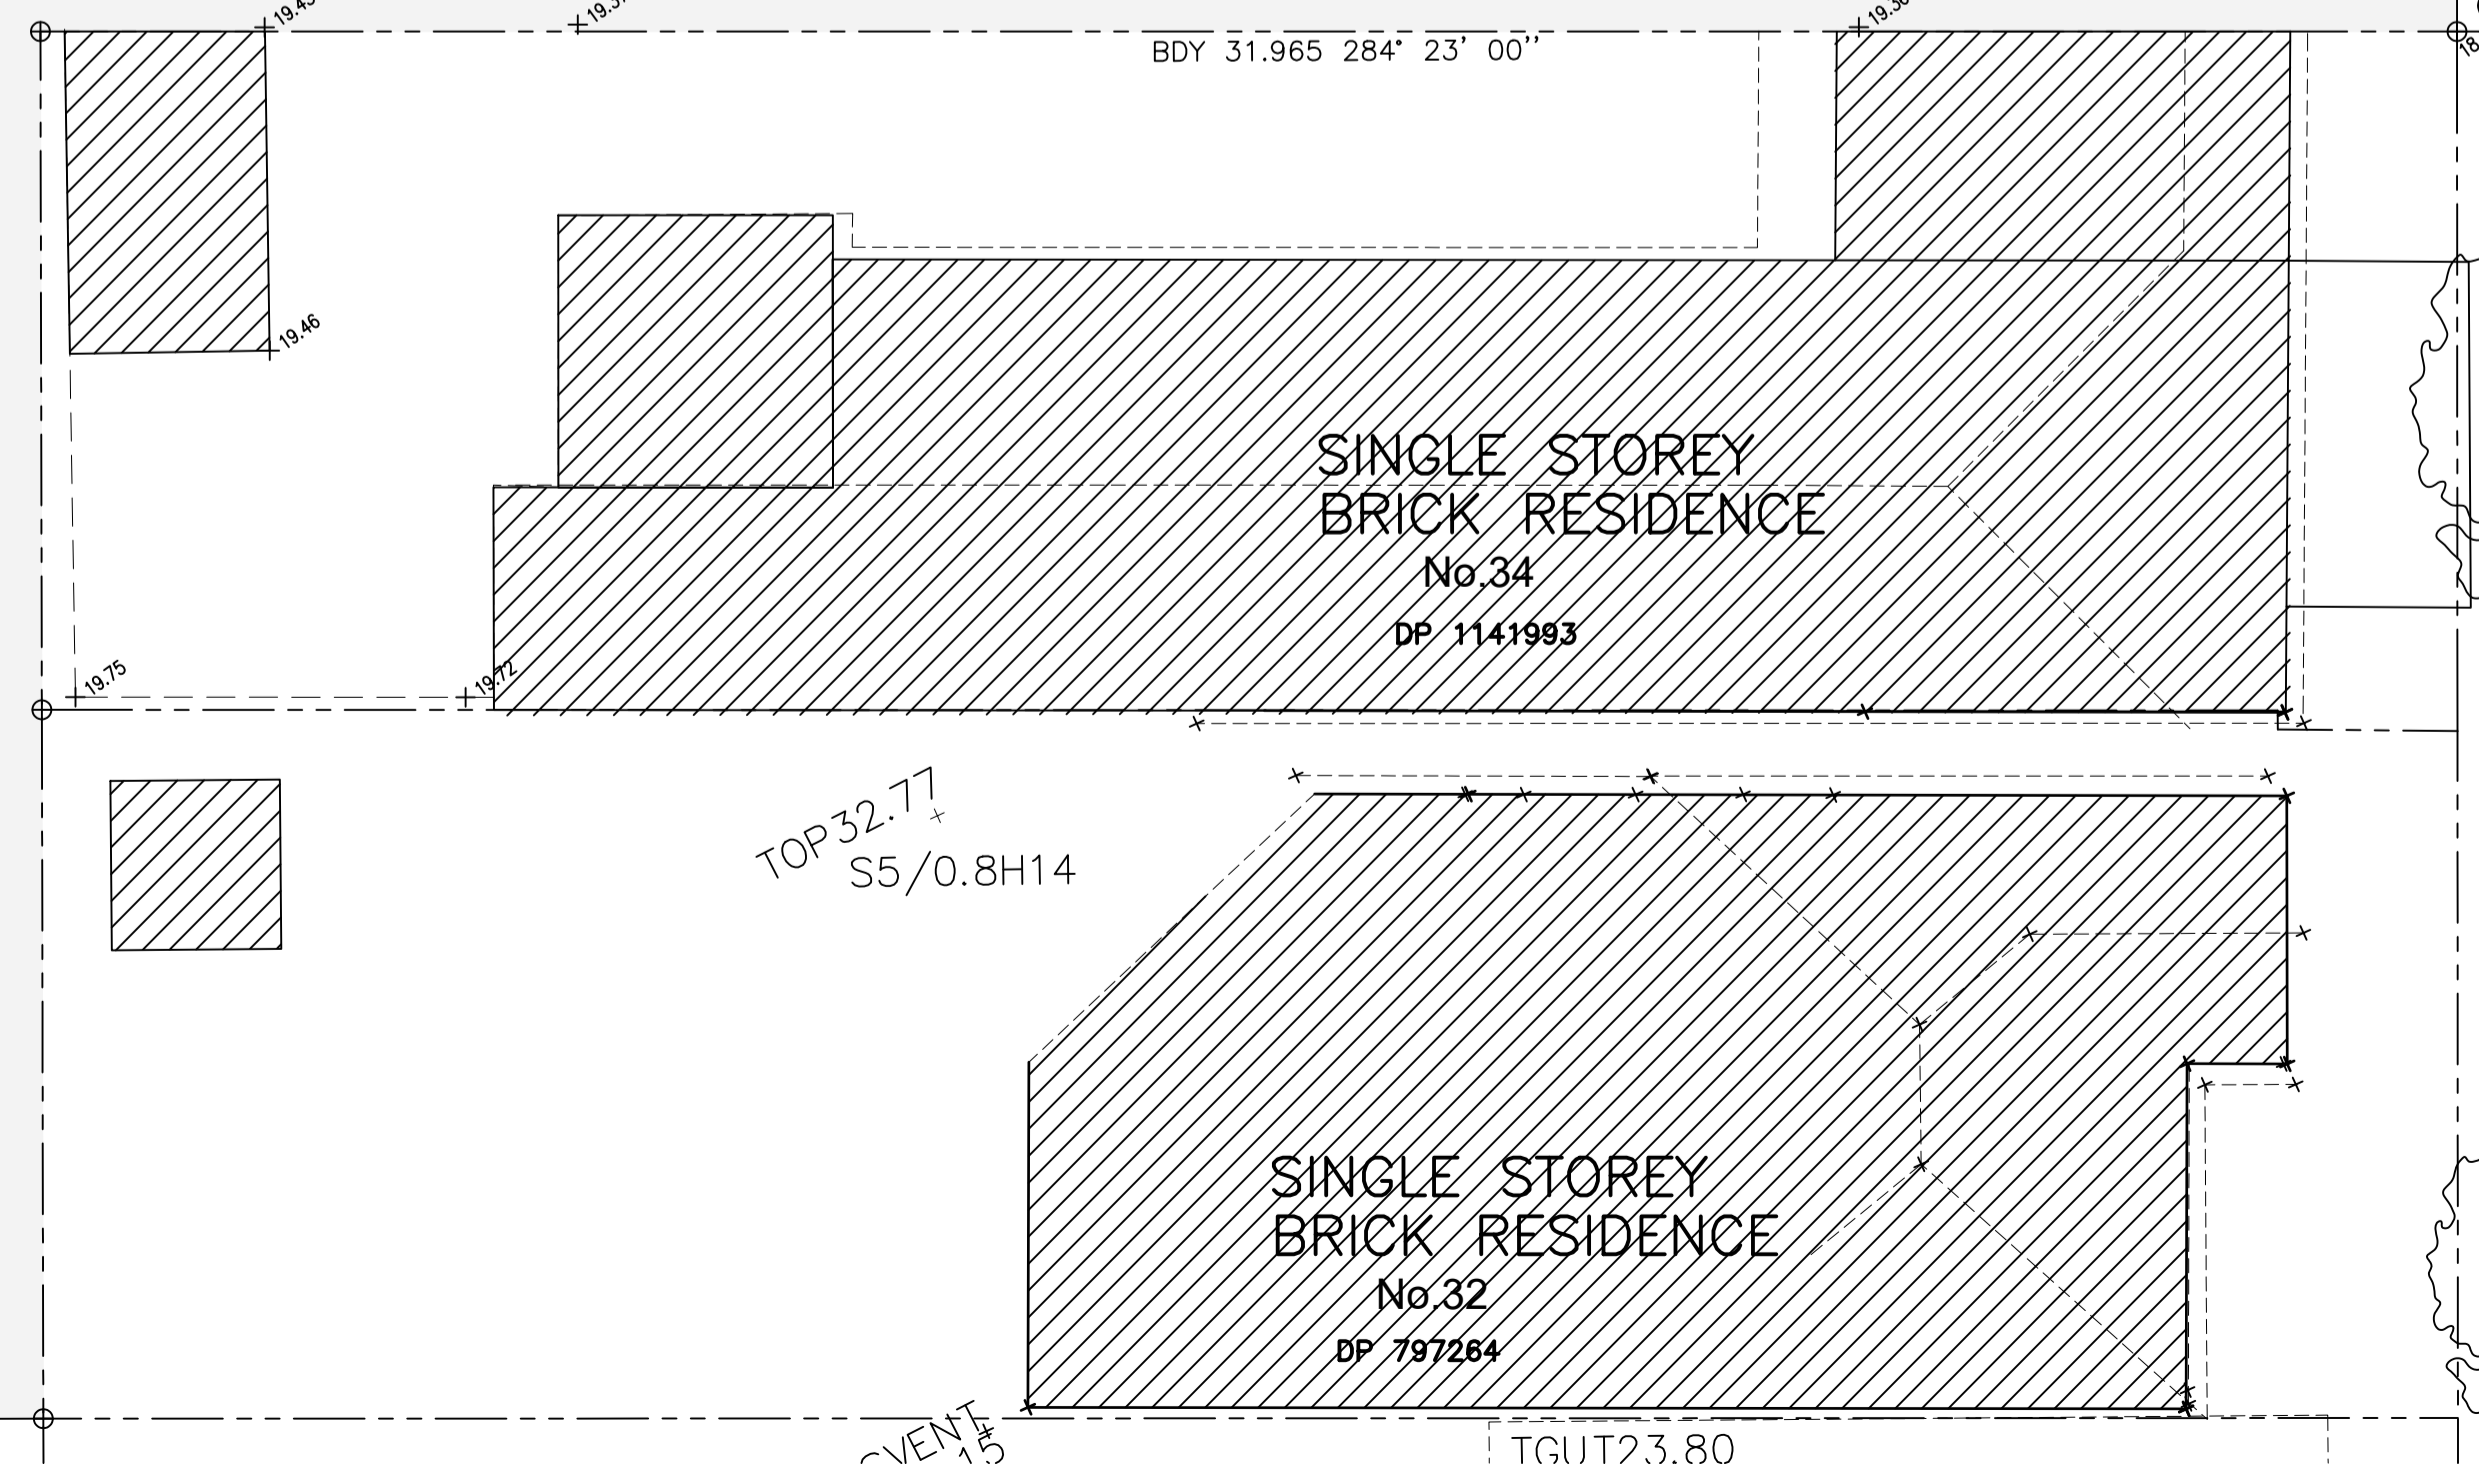 BDY 31.965 284° 23' 00''
19.46
SINGLE STOREY
BRICK RESIDENCE
No.34
DP 1141993
19.75
19.72
TOP32.77
S5/0.8H14
SINGLE STOREY
BRICK RESIDENCE
No.32
DP 797264
TGUT23.80